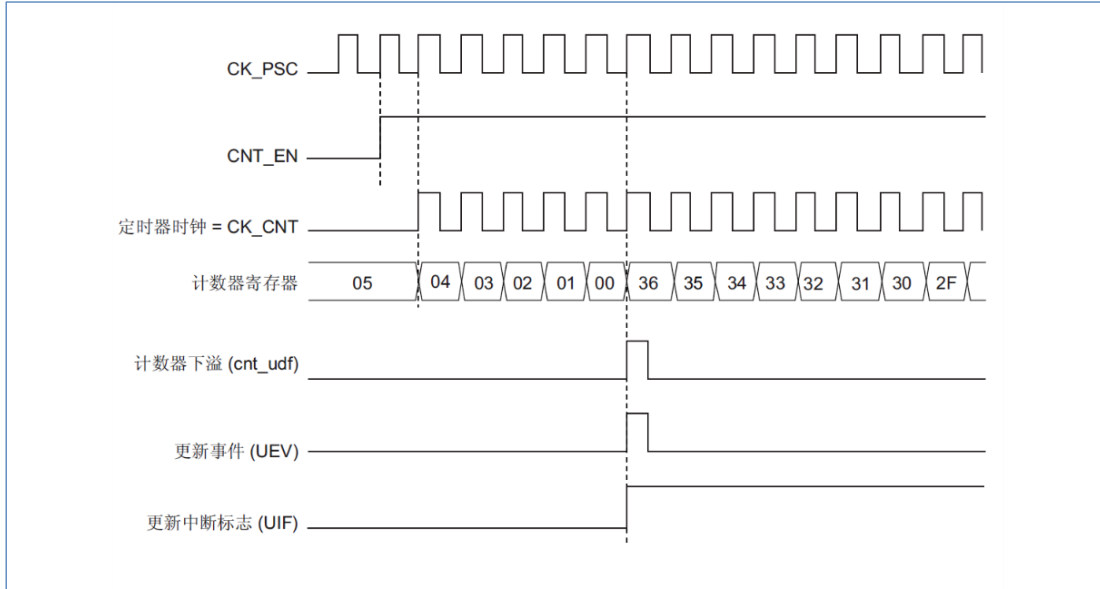 CK_PSC
CNT_EN
定时器时钟 = CK_CNT
计数器寄存器 05 04 03 02 01 00 36 35 34 33 32 31 30 2F
计数器下溢 (cnt_udf)
更新事件 (UEV)
更新中断标志 (UIF)